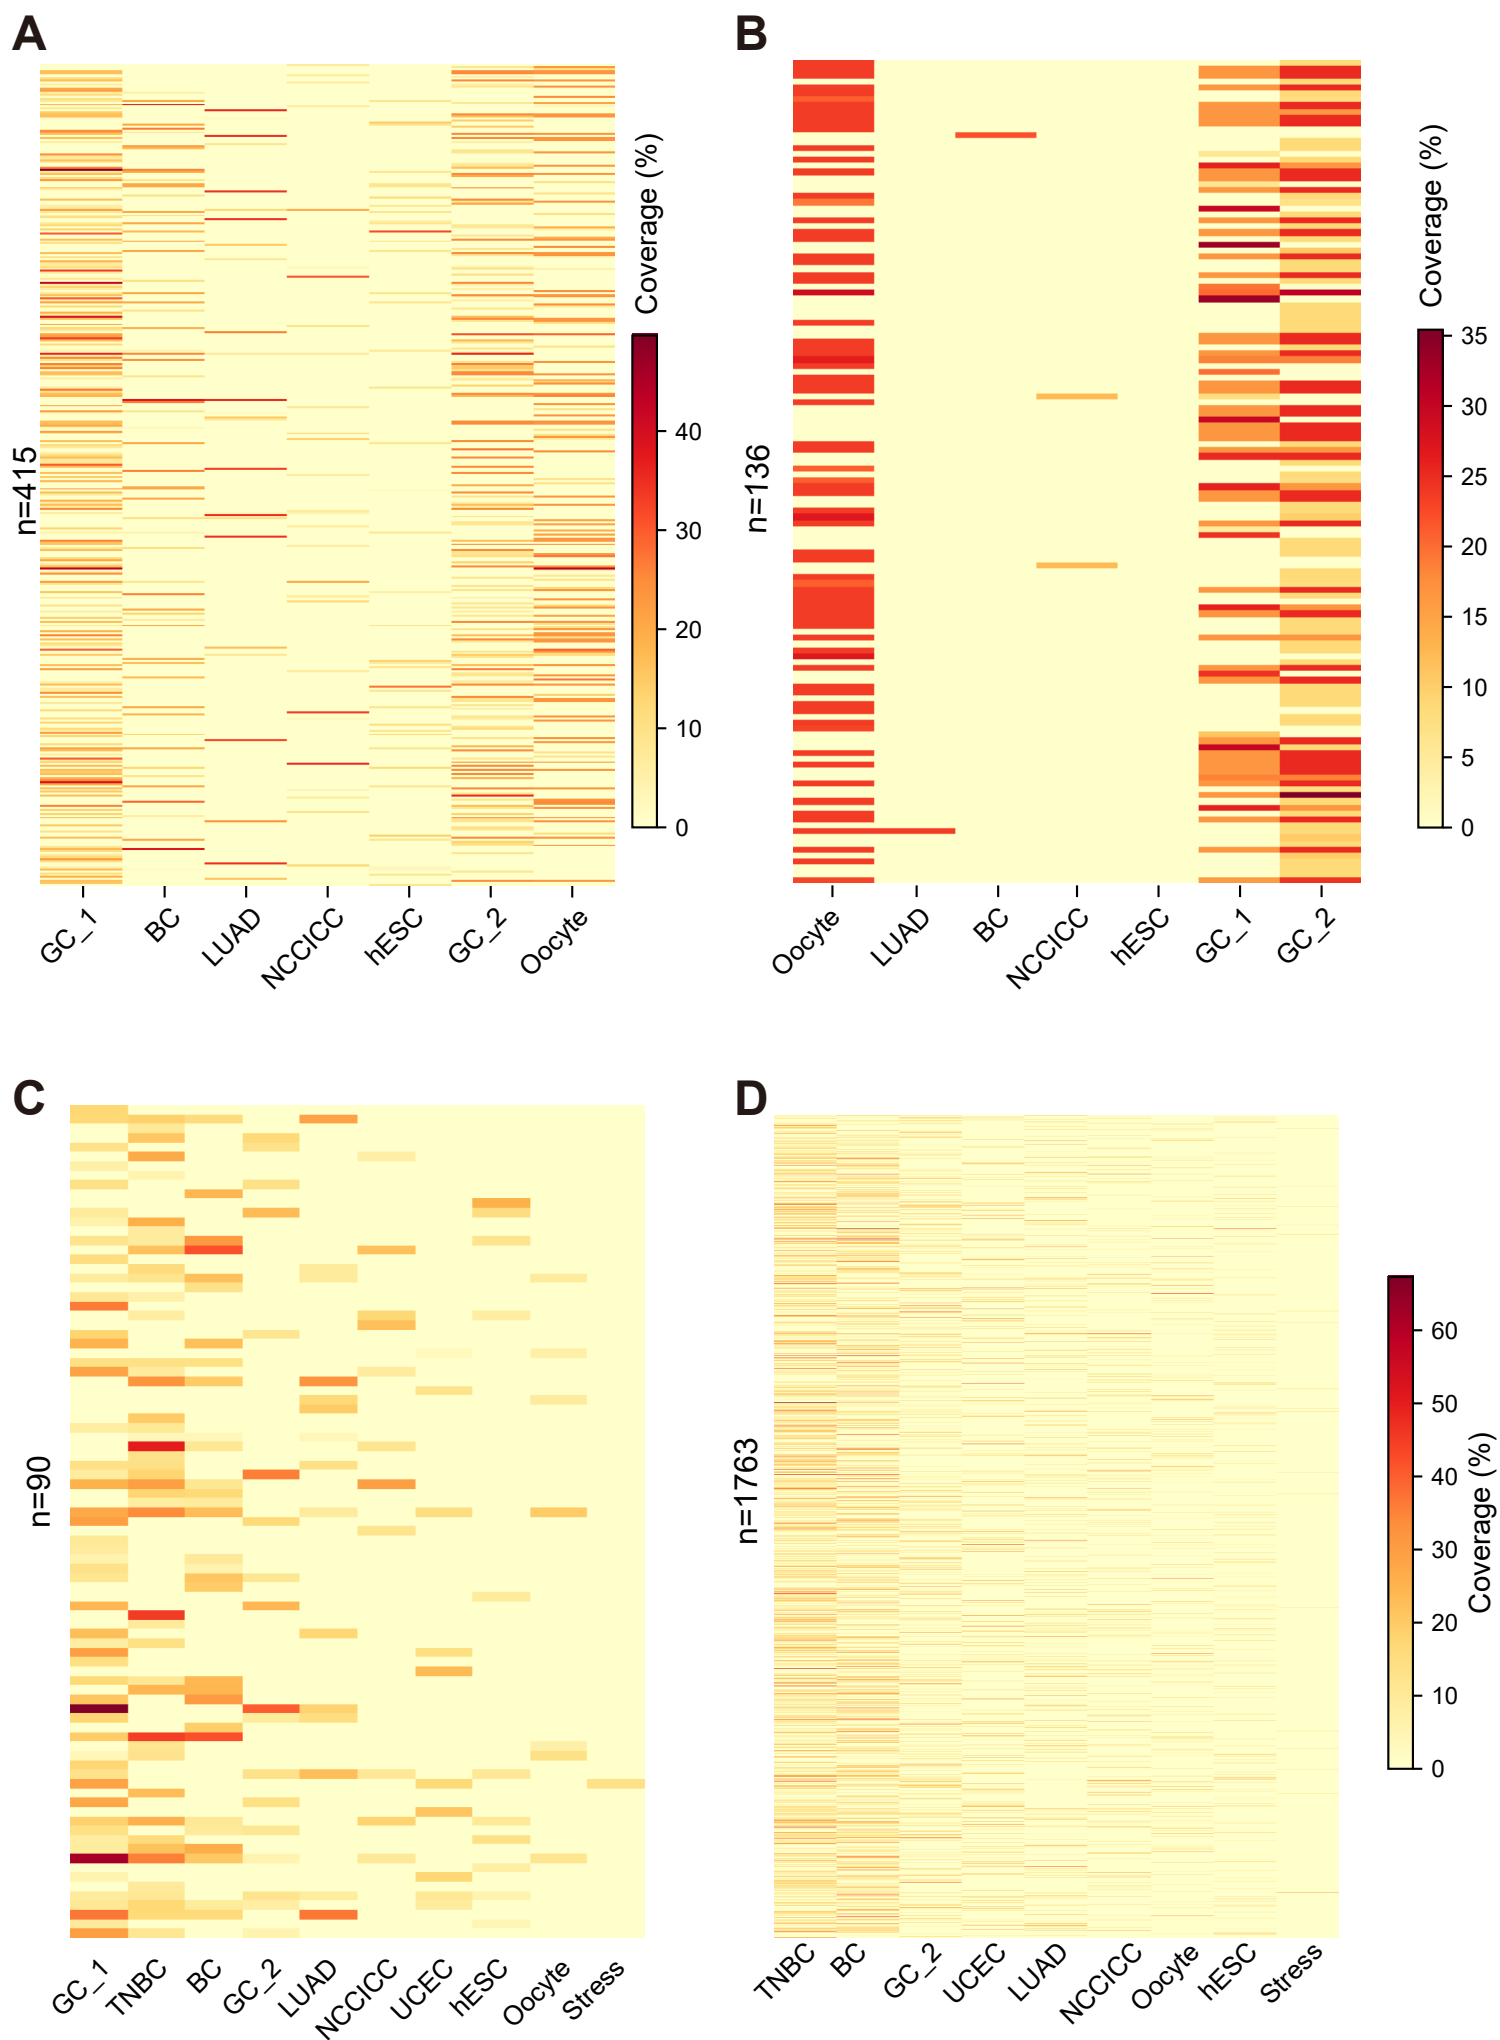 A
n=415
GC_1
BC
LUAD
NCCICC
hESC
GC_2
Oocyte
Coverage (%)
40
30
20
10
0
B
n=136
Oocyte
LUAD
BC
NCCICC
hESC
GC_1
GC_2
Coverage (%)
35
30
25
20
15
10
5
0
C
n=90
GC_1
TNBC
BC
GC_2
LUAD
NCCICC
UCEC
hESC
Oocyte
Stress
D
n=1763
TNBC
BC
GC_2
UCEC
LUAD
NCCICC
Oocyte
hESC
Stress
60
50
40
30
20
10
0
Coverage (%)